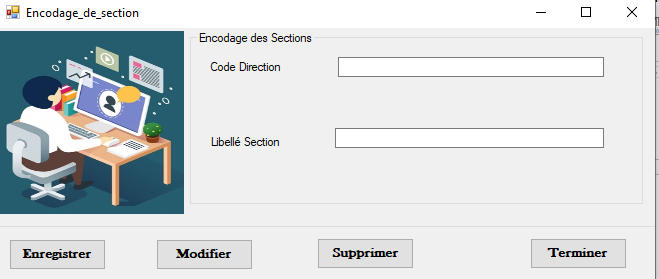 Encodage_de_section
Encodage des Sections
Code Direction
Libellé Section
Enregistrer
Modifier
Supprimer
Terminer